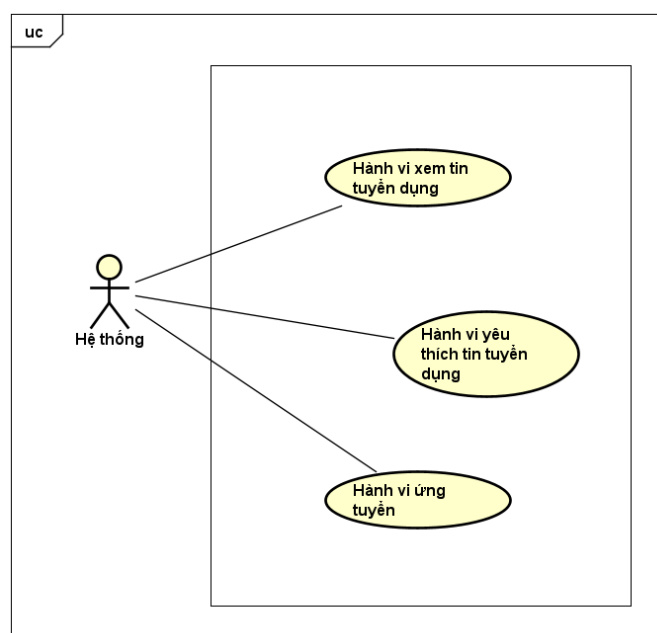 uc
Hành vi xem tin
tuyển dụng
Hệ thống
Hành vi yêu
thích tin tuyển
dụng
Hành vi ứng
tuyển